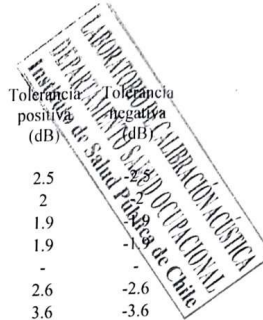 Tolerancia Tolerancia
positiva negativa
(dB) (dB)
2.5 -2.5
2 -2
1.9 -1.9
1.9 -1.9
- -
2.6 -2.6
3.6 -3.6
LABORATORIO DE CALIBRACIÓN ACÚSTICA
DEPARTAMENTO SALUD OCUPACIONAL
Instituto de Salud Pública de Chile